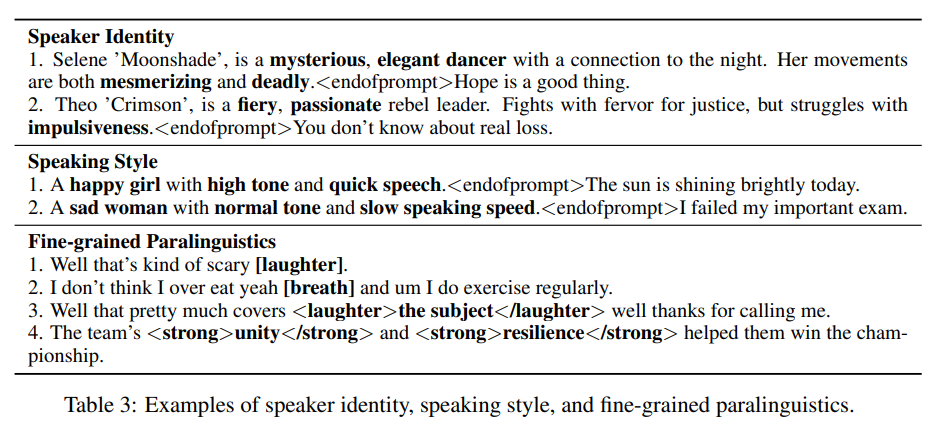 Speaker Identity
1. Selene ’Moonshade’, is a mysterious, elegant dancer with a connection to the night. Her movements
are both mesmerizing and deadly.<endofprompt>Hope is a good thing.
2. Theo ’Crimson’, is a fiery, passionate rebel leader. Fights with fervor for justice, but struggles with
impulsiveness.<endofprompt>You don’t know about real loss.
Speaking Style
1. A happy girl with high tone and quick speech.<endofprompt>The sun is shining brightly today.
2. A sad woman with normal tone and slow speaking speed.<endofprompt>I failed my important exam.
Fine-grained Paralinguistics
1. Well that’s kind of scary [laughter].
2. I don’t think I over eat yeah [breath] and um I do exercise regularly.
3. Well that pretty much covers <laughter>the subject</laughter> well thanks for calling me.
4. The team’s <strong>unity</strong> and <strong>resilience</strong> helped them win the cham-
pionship.
Table 3: Examples of speaker identity, speaking style, and fine-grained paralinguistics.